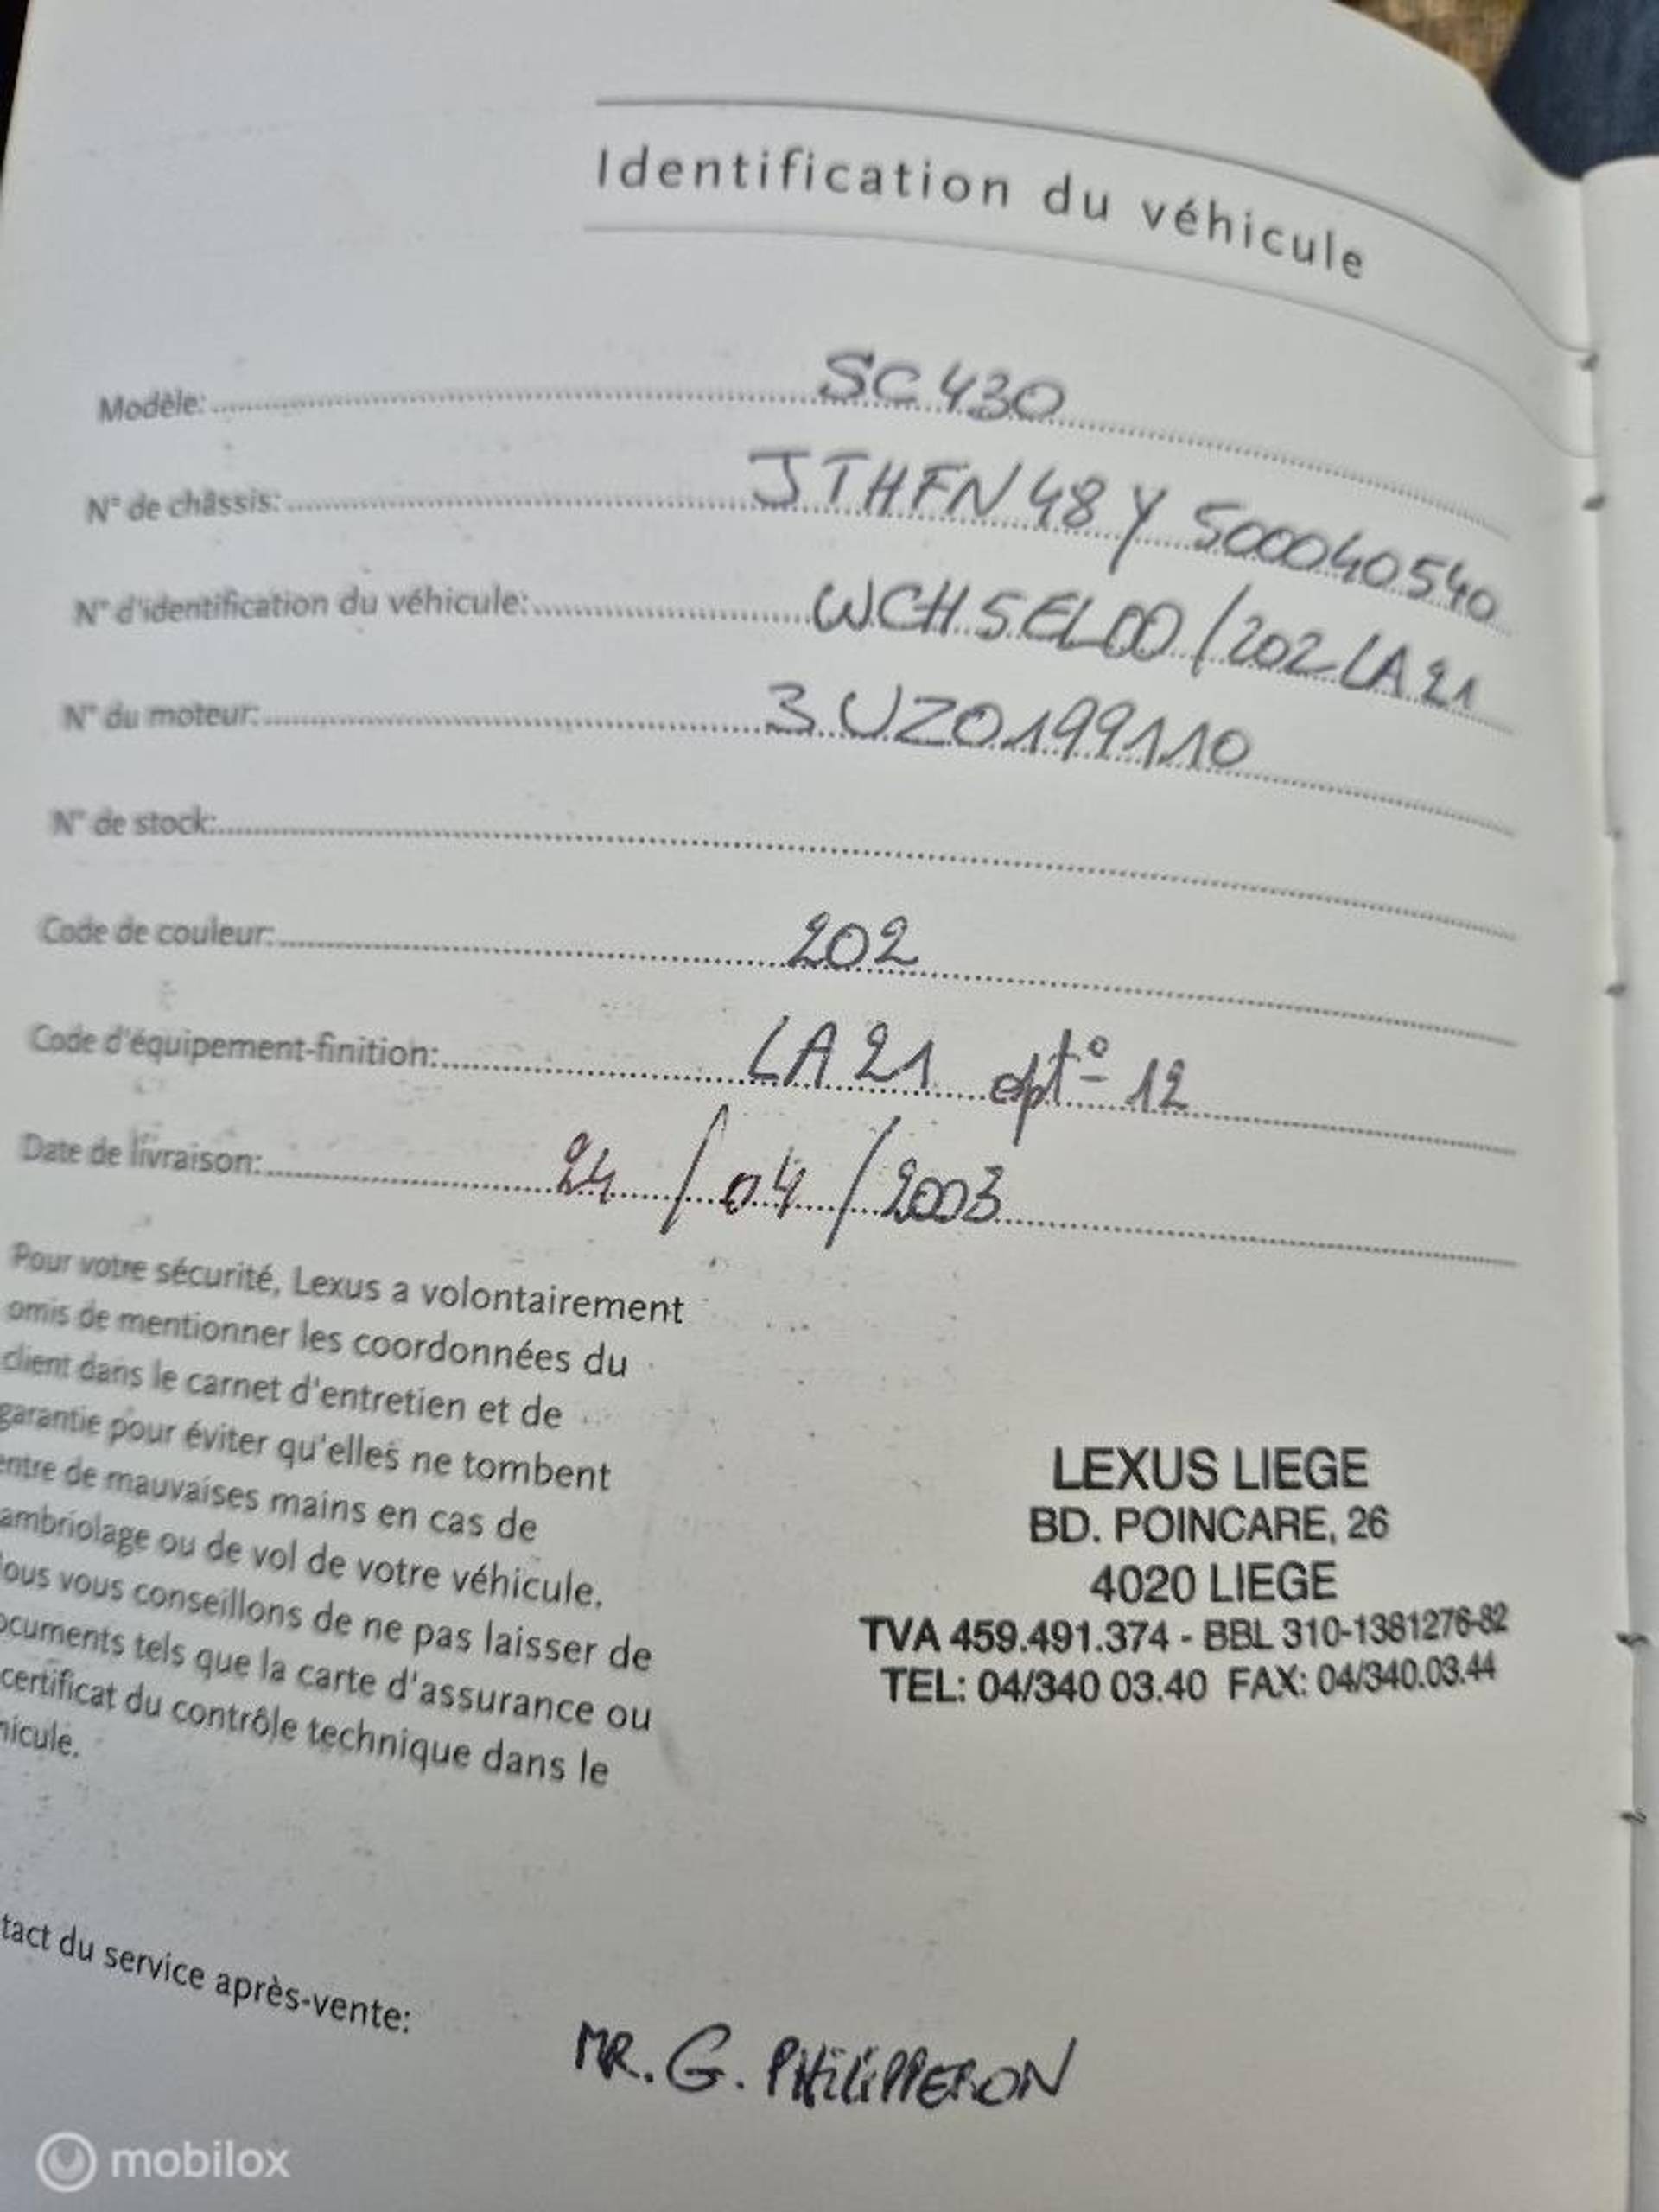 Identification du véhicule
Modèle: SC 430
N° de châssis: JTHFN48Y500040540
N° d'identification du véhicule: WCH5EL00/202 LA21
N° du moteur: 3UZ0199110
N° de stock:
Code de couleur: 202
Code d'équipement-finition: LA21 opt° 12
Date de livraison: 24/04/2003
Pour votre sécurité, Lexus a volontairement
omis de mentionner les coordonnées du
client dans le carnet d'entretien et de
garantie pour éviter qu'elles ne tombent
entre de mauvaises mains en cas de
ambriolage ou de vol de votre véhicule.
ous vous conseillons de ne pas laisser de
ocuments tels que la carte d'assurance ou
certificat du contrôle technique dans le
hicule.
LEXUS LIEGE
BD. POINCARE, 26
4020 LIEGE
TVA 459.491.374 - BBL 310-1381276-82
TEL: 04/340 03.40 FAX: 04/340.03.44
tact du service après-vente:
MR. G. PHILIPPERON
mobilox